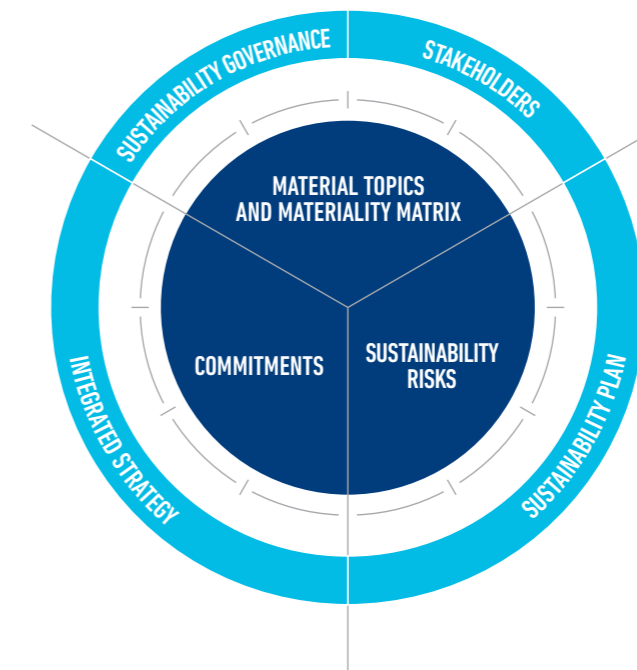 SUSTAINABILITY GOVERNANCE
STAKEHOLDERS
MATERIAL TOPICS
AND MATERIALITY MATRIX
COMMITMENTS
SUSTAINABILITY
RISKS
INTEGRATED STRATEGY
SUSTAINABILITY PLAN